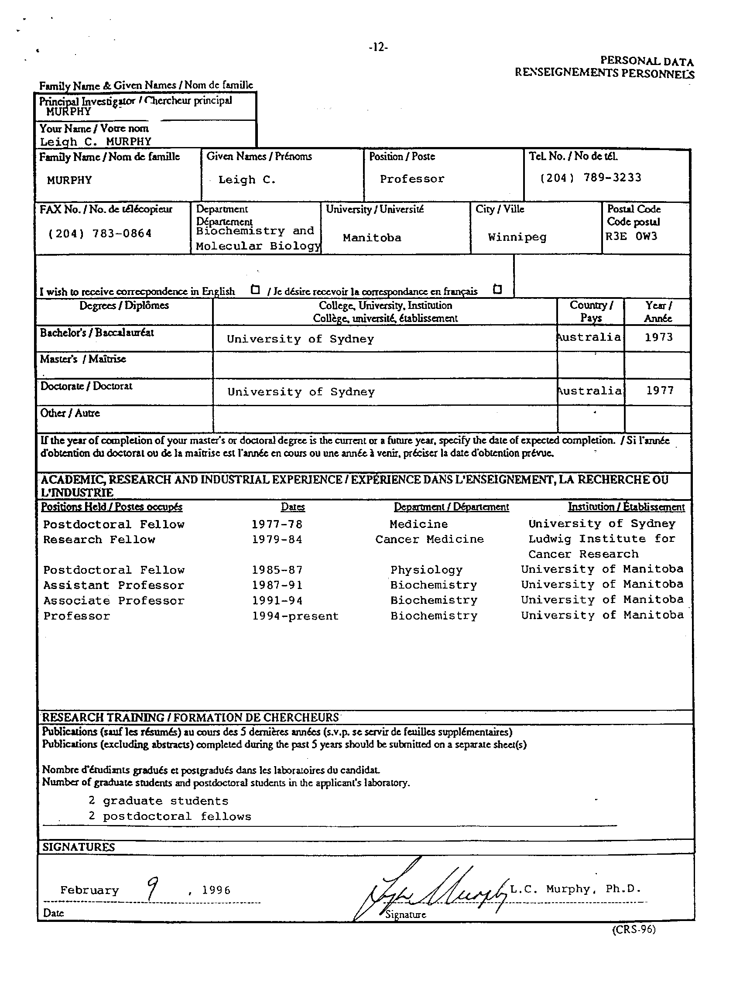 -12-
PERSONAL DATA
RENSEIGNEMENTS PERSONNELS
Family Name & Given Names / Nom de famille
Principal Investigator / Chercheur principal
MURPHY
Your Name / Votre nom
Leigh C. MURPHY
Family Name / Nom de famille Given Names / Prénoms Position / Poste Tel. No. / No de tél.
MURPHY Leigh C. Professor (204) 789-3233
FAX No. / No. de télécopieur Department University / Université City / Ville Postal Code
Département Code postal
(204) 783-0864 Biochemistry and Molecular Biology Manitoba Winnipeg R3E 0W3
I wish to receive correcpondence in English ☐ / Je désire recevoir la correspondance en français ☐
Degrees / Diplômes College, University, Institution Country / Year /
Collège, université, établissement Pays Année
Bachelor's / Baccalauréat University of Sydney Australia 1973
Master's / Maîtrise
Doctorate / Doctorat University of Sydney Australia 1977
Other / Autre
If the year of completion of your master's or doctoral degree is the current or a future year, specify the date of expected completion. / Si l'année
d'obtention du doctorat ou de la maîtrise est l'année en cours ou une année à venir, préciser la date d'obtention prévue.
ACADEMIC, RESEARCH AND INDUSTRIAL EXPERIENCE / EXPÉRIENCE DANS L'ENSEIGNEMENT, LA RECHERCHE OU
L'INDUSTRIE
Positions Held / Postes occupés Dates Department / Département Institution / Établissement
Postdoctoral Fellow 1977-78 Medicine University of Sydney
Research Fellow 1979-84 Cancer Medicine Ludwig Institute for
Cancer Research
Postdoctoral Fellow 1985-87 Physiology University of Manitoba
Assistant Professor 1987-91 Biochemistry University of Manitoba
Associate Professor 1991-94 Biochemistry University of Manitoba
Professor 1994-present Biochemistry University of Manitoba
RESEARCH TRAINING / FORMATION DE CHERCHEURS
Publications (sauf les résumés) au cours des 5 dernières années (s.v.p. se servir de feuilles supplémentaires)
Publications (excluding abstracts) completed during the past 5 years should be submitted on a separate sheet(s)
Nombre d'étudiants gradués et postgradués dans les laboratoires du candidat.
Number of graduate students and postdoctoral students in the applicant's laboratory.
2 graduate students
2 postdoctoral fellows
SIGNATURES
February 9 , 1996 Leigh Murphy L.C. Murphy, Ph.D.
Date Signature
(CRS-96)